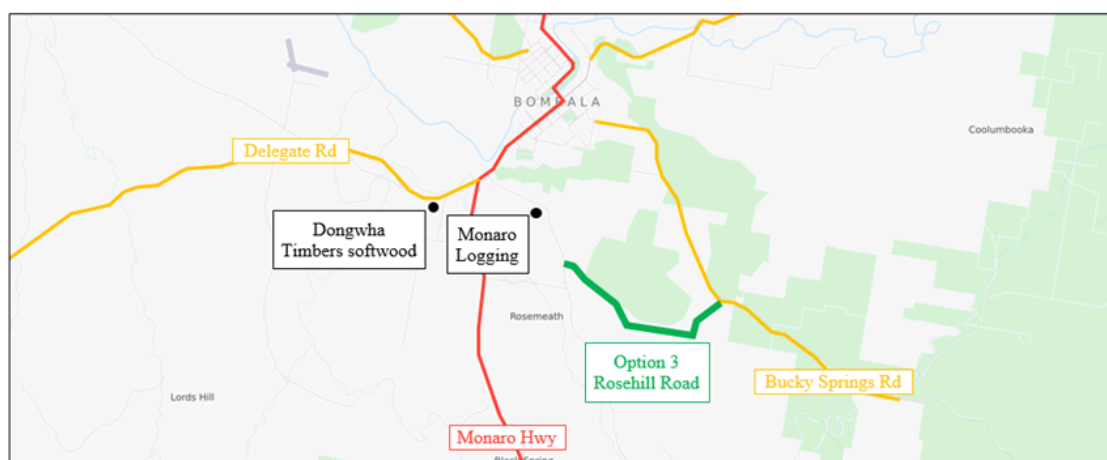 BOMBALA
Coolumbooka
Delegate Rd
Dongwha
Timbers softwood
Monaro
Logging
Rosemeath
Option 3
Rosehill Road
Bucky Springs Rd
Lords Hill
Monaro Hwy